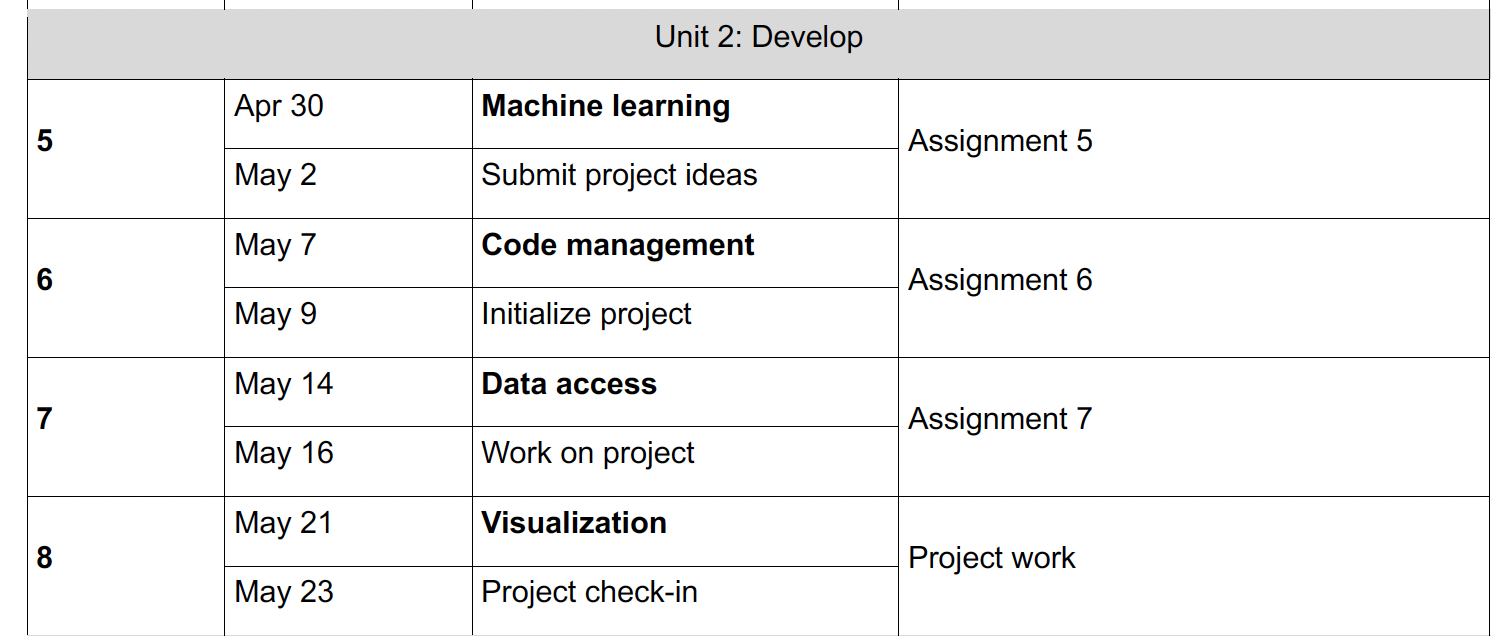 Unit 2: Develop
5
Apr 30
Machine learning
Assignment 5
May 2
Submit project ideas
6
May 7
Code management
Assignment 6
May 9
Initialize project
7
May 14
Data access
Assignment 7
May 16
Work on project
8
May 21
Visualization
Project work
May 23
Project check-in